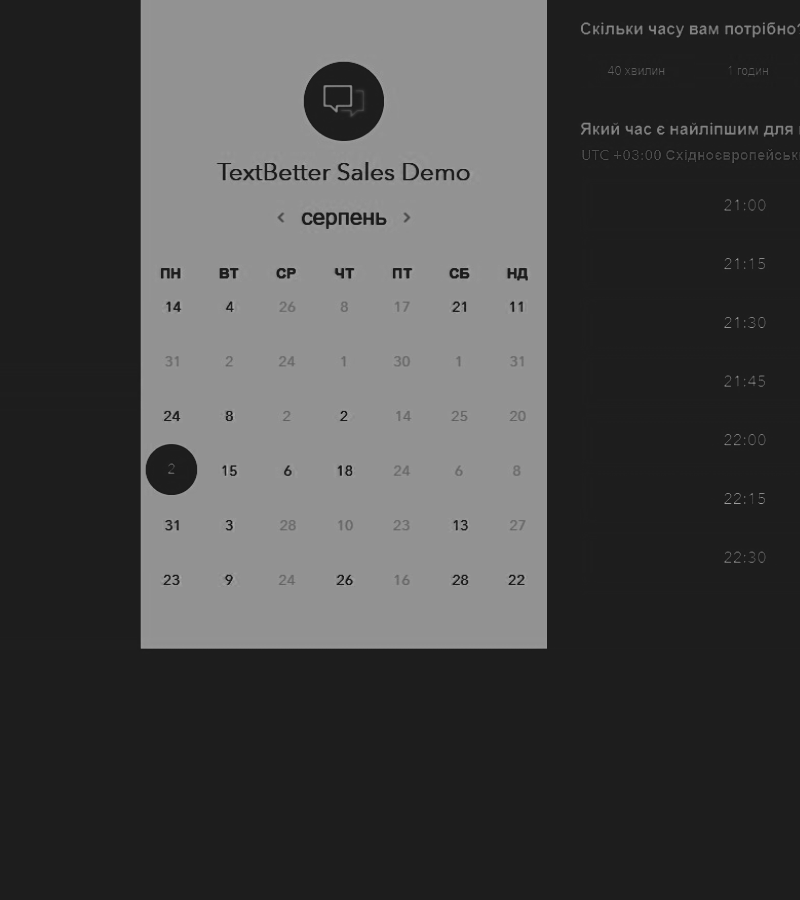 TextBetter Sales Demo
серпень
ПН ВТ СР ЧТ ПТ СБ НД
14 4 26 8 17 21 11
31 2 24 1 30 1 31
24 8 2 2 14 25 20
2 15 6 18 24 6 8
31 3 28 10 23 13 27
23 9 24 26 16 28 22
Скільки часу вам потрібно?
40 хвилин 1 годин
Який час є найліпшим для
UTC +03:00
21:00
21:15
21:30
21:45
22:00
22:15
22:30